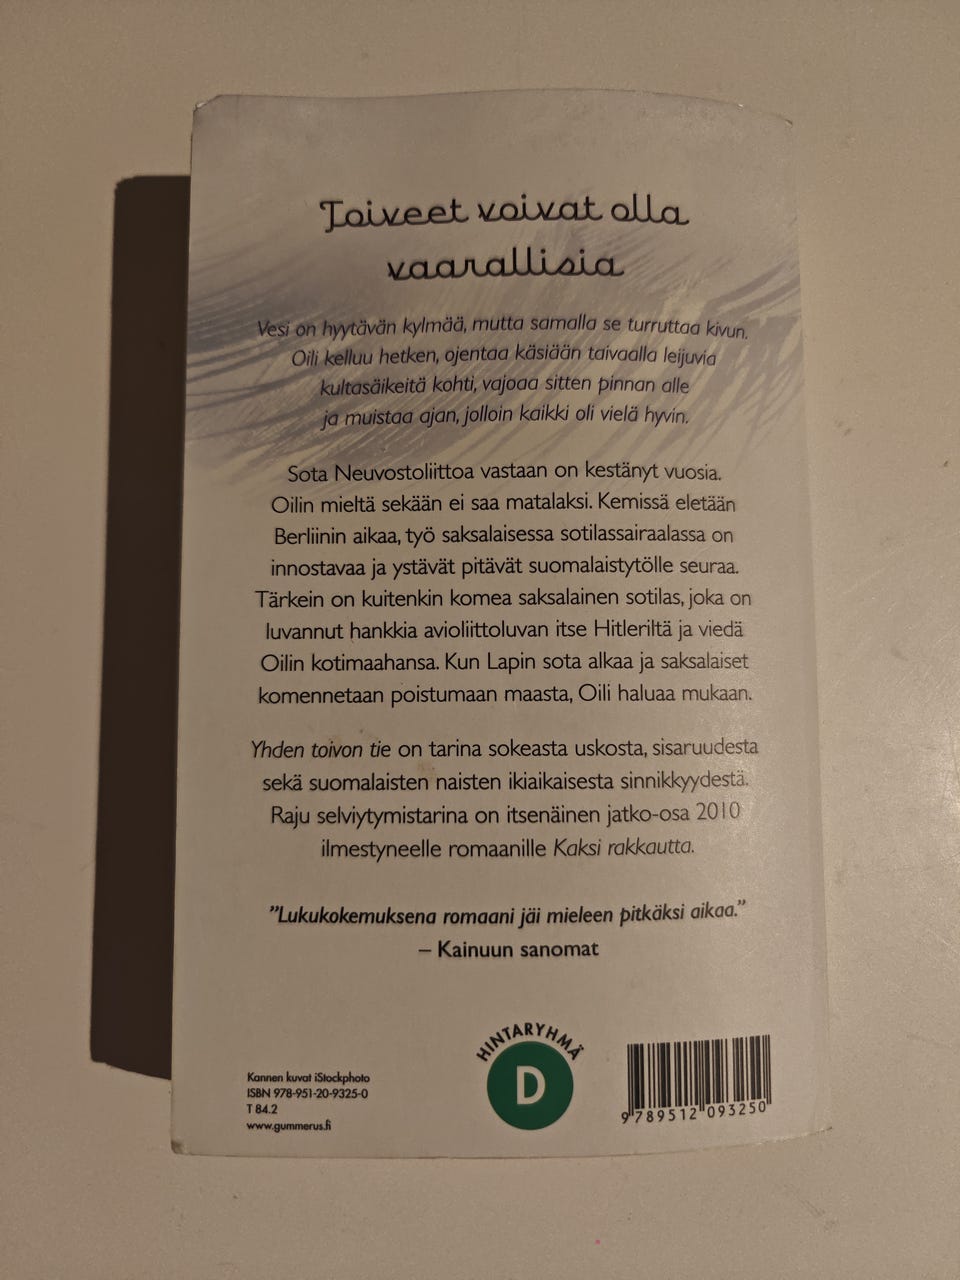 Toiveet voivat olla
vaarallisia
Vesi on hyytävän kylmää, mutta samalla se turruttaa kivun.
Oili kelluu hetken, ojentaa käsiään taivaalla leijuvia
kultasäikeitä kohti, vajoaa sitten pinnan alle
ja muistaa ajan, jolloin kaikki oli vielä hyvin.
Sota Neuvostoliittoa vastaan on kestänyt vuosia.
Oilin mieltä sekään ei saa matalaksi. Kemissä eletään
Berliinin aikaa, työ saksalaisessa sotilassairaalassa on
innostavaa ja ystävät pitävät suomalaistytölle seuraa.
Tärkein on kuitenkin komea saksalainen sotilas, joka on
luvannut hankkia avioliittoluvan itse Hitleriltä ja viedä
Oilin kotimaahansa. Kun Lapin sota alkaa ja saksalaiset
komennetaan poistumaan maasta, Oili haluaa mukaan.
Yhden toivon tie on tarina sokeasta uskosta, sisaruudesta
sekä suomalaisten naisten ikiaikaisesta sinnikkyydestä.
Raju selviytymistarina on itsenäinen jatko-osa 2010
ilmestyneelle romaanille Kaksi rakkautta.
”Lukukokemuksena romaani jäi mieleen pitkäksi aikaa.”
– Kainuun sanomat
HINTARYHMÄ
D
Kannen kuvat iStockphoto
ISBN 978-951-20-9325-0
T 84.2
www.gummerus.fi
9 789512 093250